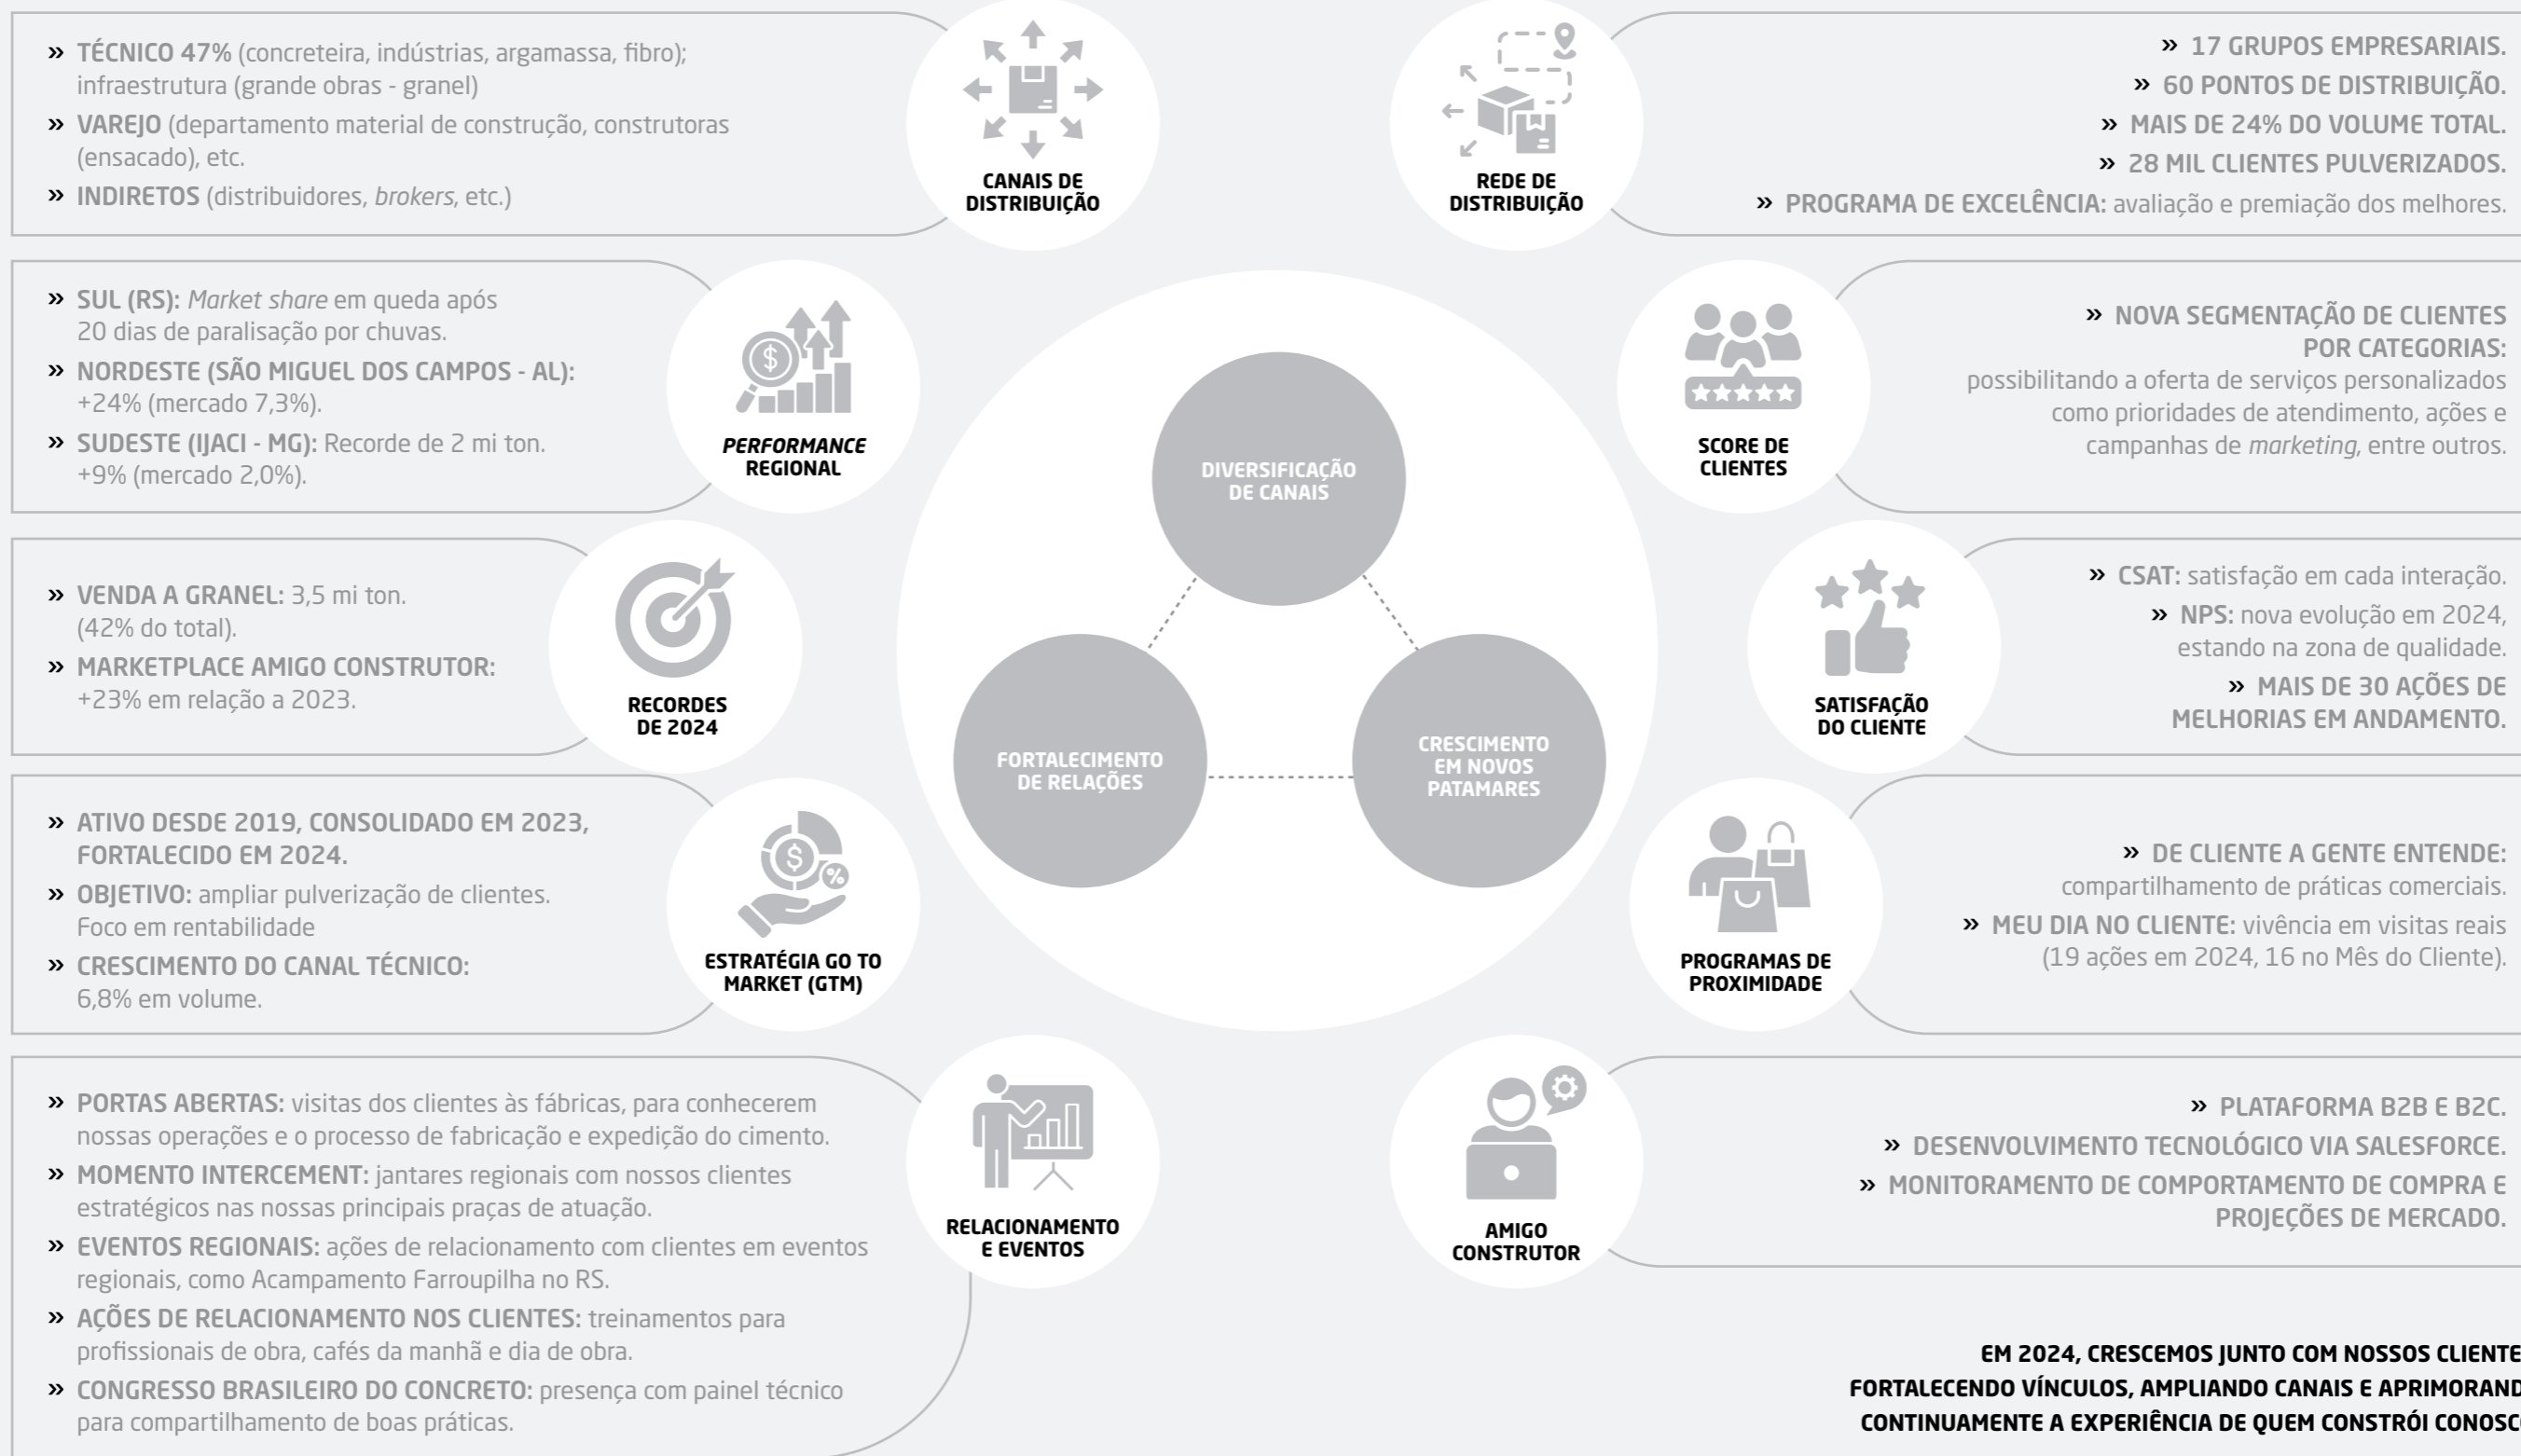 » TÉCNICO 47% (concreteira, indústrias, argamassa, fibro);
infraestrutura (grande obras - granel)
» VAREJO (departamento material de construção, construtoras
(ensacado), etc.
» INDIRETOS (distribuidores, brokers, etc.)
CANAIS DE
DISTRIBUIÇÃO
REDE DE
DISTRIBUIÇÃO
» 17 GRUPOS EMPRESARIAIS.
» 60 PONTOS DE DISTRIBUIÇÃO.
» MAIS DE 24% DO VOLUME TOTAL.
» 28 MIL CLIENTES PULVERIZADOS.
» PROGRAMA DE EXCELÊNCIA: avaliação e premiação dos melhores.
» SUL (RS): Market share em queda após
20 dias de paralisação por chuvas.
» NORDESTE (SÃO MIGUEL DOS CAMPOS - AL):
+24% (mercado 7,3%).
» SUDESTE (IJACI - MG): Recorde de 2 mi ton.
+9% (mercado 2,0%).
$
PERFORMANCE
REGIONAL
SCORE DE
CLIENTES
» NOVA SEGMENTAÇÃO DE CLIENTES
POR CATEGORIAS:
possibilitando a oferta de serviços personalizados
como prioridades de atendimento, ações e
campanhas de marketing, entre outros.
DIVERSIFICAÇÃO
DE CANAIS
FORTALECIMENTO
DE RELAÇÕES
CRESCIMENTO
EM NOVOS
PATAMARES
» VENDA A GRANEL: 3,5 mi ton.
(42% do total).
» MARKETPLACE AMIGO CONSTRUTOR:
+23% em relação a 2023.
RECORDES
DE 2024
SATISFAÇÃO
DO CLIENTE
» CSAT: satisfação em cada interação.
» NPS: nova evolução em 2024,
estando na zona de qualidade.
» MAIS DE 30 AÇÕES DE
MELHORIAS EM ANDAMENTO.
» ATIVO DESDE 2019, CONSOLIDADO EM 2023,
FORTALECIDO EM 2024.
» OBJETIVO: ampliar pulverização de clientes.
Foco em rentabilidade
» CRESCIMENTO DO CANAL TÉCNICO:
6,8% em volume.
$
%
ESTRATÉGIA GO TO
MARKET (GTM)
PROGRAMAS DE
PROXIMIDADE
» DE CLIENTE A GENTE ENTENDE:
compartilhamento de práticas comerciais.
» MEU DIA NO CLIENTE: vivência em visitas reais
(19 ações em 2024, 16 no Mês do Cliente).
» PORTAS ABERTAS: visitas dos clientes às fábricas, para conhecerem
nossas operações e o processo de fabricação e expedição do cimento.
» MOMENTO INTERCEMENT: jantares regionais com nossos clientes
estratégicos nas nossas principais praças de atuação.
» EVENTOS REGIONAIS: ações de relacionamento com clientes em eventos
regionais, como Acampamento Farroupilha no RS.
» AÇÕES DE RELACIONAMENTO NOS CLIENTES: treinamentos para
profissionais de obra, cafés da manhã e dia de obra.
» CONGRESSO BRASILEIRO DO CONCRETO: presença com painel técnico
para compartilhamento de boas práticas.
RELACIONAMENTO
E EVENTOS
AMIGO
CONSTRUTOR
» PLATAFORMA B2B E B2C.
» DESENVOLVIMENTO TECNOLÓGICO VIA SALESFORCE.
» MONITORAMENTO DE COMPORTAMENTO DE COMPRA E
PROJEÇÕES DE MERCADO.
EM 2024, CRESCEMOS JUNTO COM NOSSOS CLIENTE
FORTALECENDO VÍNCULOS, AMPLIANDO CANAIS E APRIMORAND
CONTINUAMENTE A EXPERIÊNCIA DE QUEM CONSTRÓI CONOSC